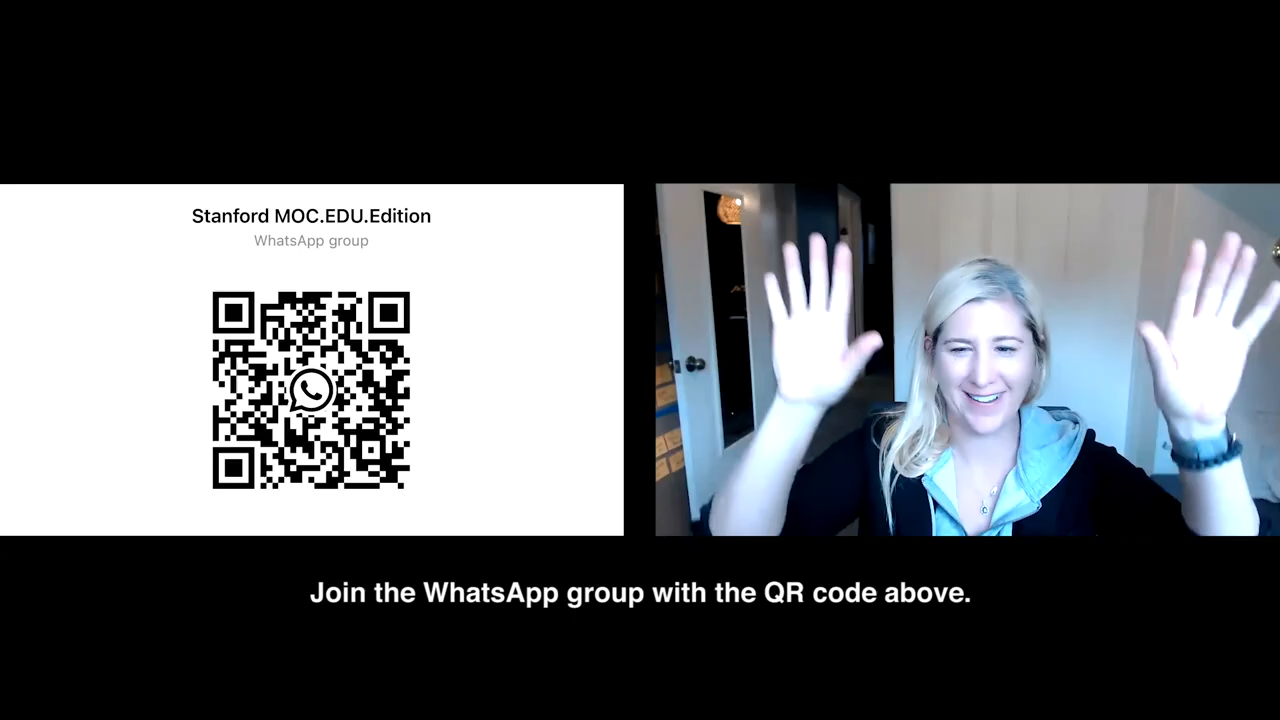 Stanford MOC.EDU.Edition
WhatsApp group
Join the WhatsApp group with the QR code above.